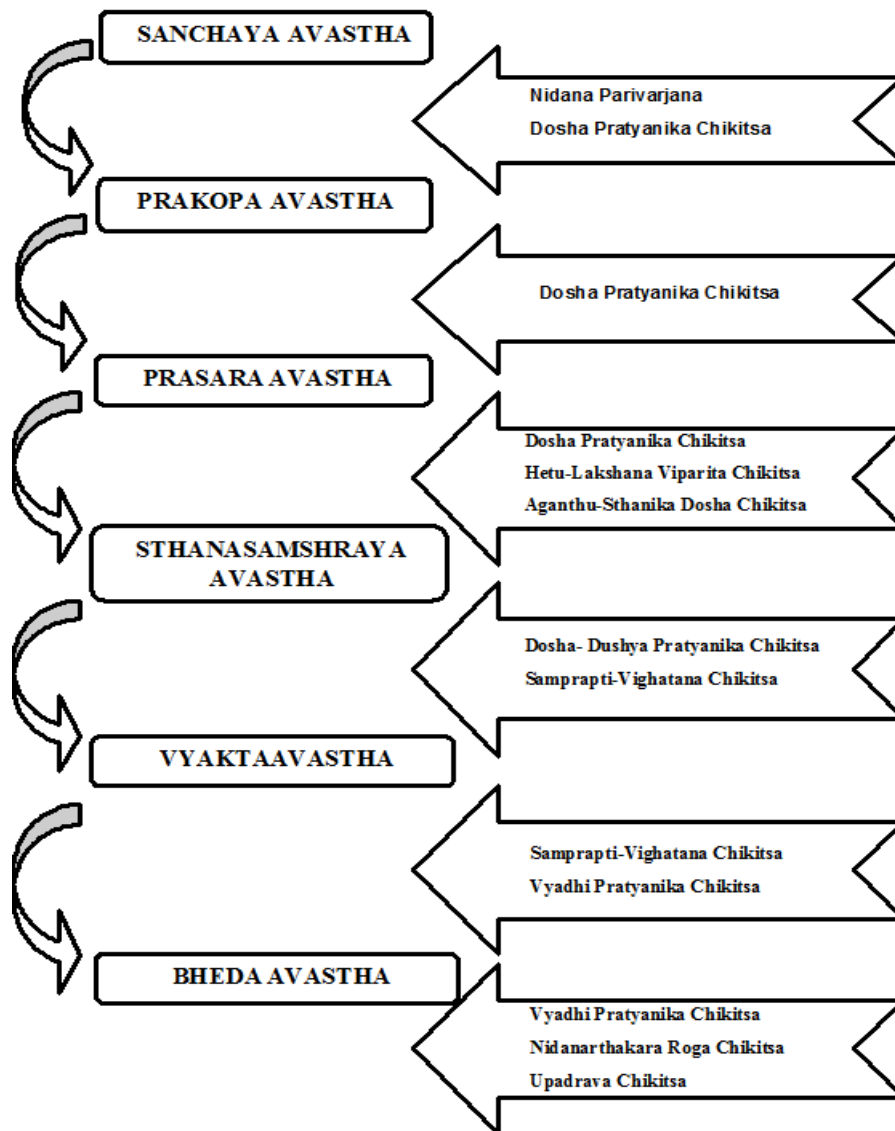 SANCHAYA AVASTHA
Nidana Parivarjana
Dosha Pratyanika Chikitsa
PRAKOPA AVASTHA
Dosha Pratyanika Chikitsa
PRASARA AVASTHA
Dosha Pratyanika Chikitsa
Hetu-Lakshana Viparita Chikitsa
Aganthu-Sthanika Dosha Chikitsa
STHANASAMSHRAYA
AVASTHA
Dosha- Dushya Pratyanika Chikitsa
Samprapti-Vighatana Chikitsa
VYAKTAAVASTHA
Samprapti-Vighatana Chikitsa
Vyadhi Pratyanika Chikitsa
BHEDA AVASTHA
Vyadhi Pratyanika Chikitsa
Nidanarthakara Roga Chikitsa
Upadrava Chikitsa